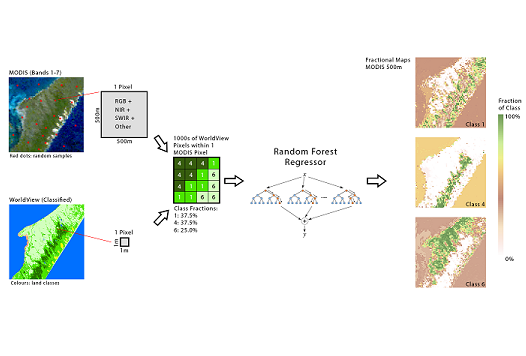 MODIS (Bands 1-7)
Red dots: random samples
1 Pixel
500m
RGB +
NIR +
SWIR +
Other
500m
WorldView (Classified)
Colours: land classes
1 Pixel
1m
1m
1000s of WorldView
Pixels within 1
MODIS Pixel
4 4 4 1
4 4 1 6
4 1 1 6
1 1 6 6
Class Fractions:
1: 37.5%
4: 37.5%
6: 25.0%
Random Forest
Regressor
x
y
Fractional Maps
MODIS 500m
Class 1
Class 4
Class 6
Fraction
of Class
100%
0%